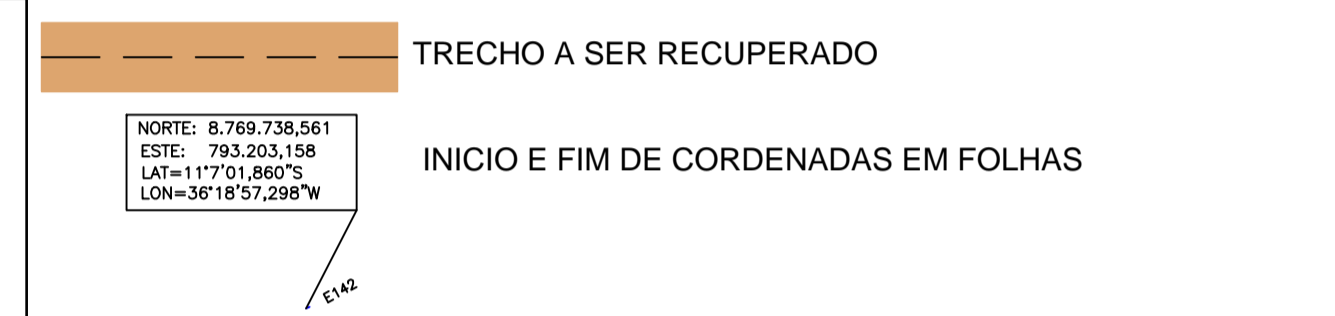 TRECHO A SER RECUPERADO
NORTE: 8.769.738,561
ESTE: 793.203,158
LAT=11°7'01,860"S
LON=36°18'57,298"W
INICIO E FIM DE CORDENADAS EM FOLHAS
E142